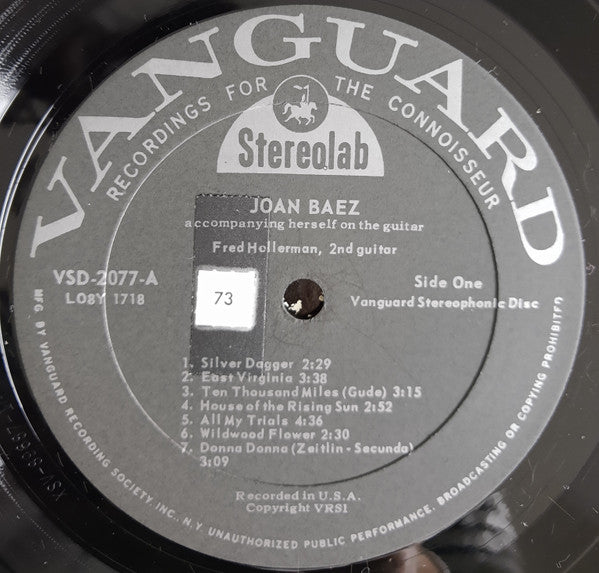 VANGUARD
RECORDINGS FOR THE CONNOISSEUR
Stereolab
JOAN BAEZ
accompanying herself on the guitar
Fred Hellerman, 2nd guitar
VSD-2077-A
LO8Y 1718
Side One
Vanguard Stereophonic Disc
73
1. Silver Dagger 2:29
2. East Virginia 3:38
3. Ten Thousand Miles (Gude) 3:15
4. House of the Rising Sun 2:52
5. All My Trials 4:36
6. Wildwood Flower 2:30
7. Donna Donna (Zeitlin - Secunda)
3:09
Recorded in U.S.A.
Copyright VRS1
MFG. BY VANGUARD RECORDING SOCIETY, INC., N.Y. UNAUTHORIZED PUBLIC PERFORMANCE, BROADCASTING OR COPYING PROHIBITED